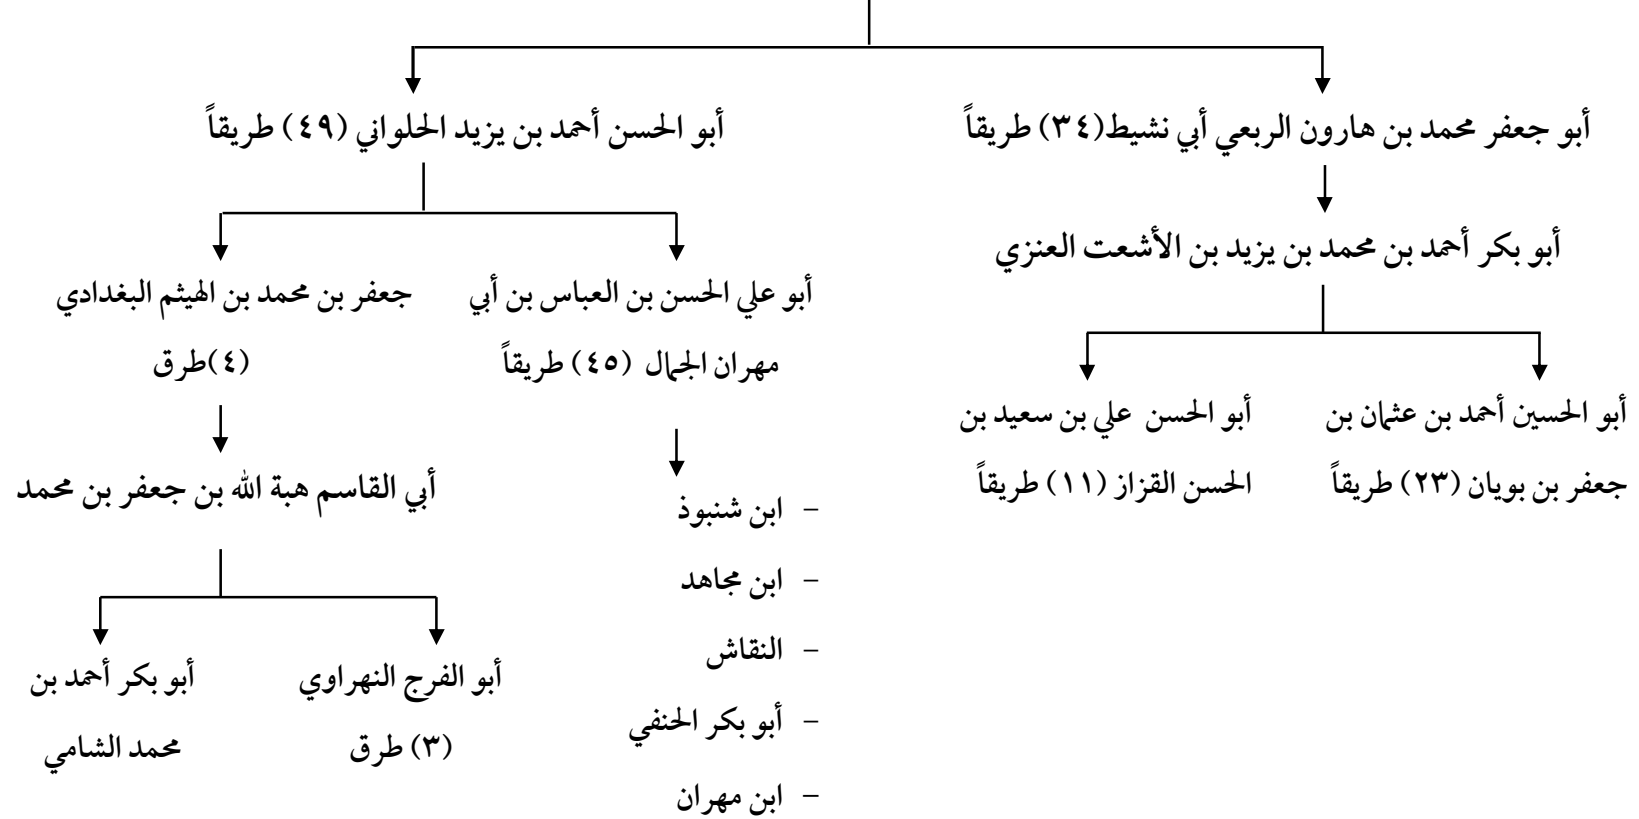 أبو جعفر محمد بن هارون الربعي أبي نشيط(٣٤) طريقاً
أبو الحسن أحمد بن يزيد الحلواني (٤٩) طريقاً
أبو بكر أحمد بن محمد بن يزيد بن الأشعت العنزي
أبو الحسين أحمد بن عثمان بن
جعفر بن بويان (٢٣) طريقاً
أبو الحسن علي بن سعيد بن
الحسن القزاز (١١) طريقاً
أبو علي الحسن بن العباس بن أبي
مهران الجمال (٤٥) طريقاً
جعفر بن محمد بن الهيثم البغدادي
(٤)طرق
– ابن شنبوذ
– ابن مجاهد
– النقاش
– أبو بكر الحنفي
– ابن مهران
أبي القاسم هبة الله بن جعفر بن محمد
أبو الفرج النهراوي
(٣) طرق
أبو بكر أحمد بن
محمد الشامي